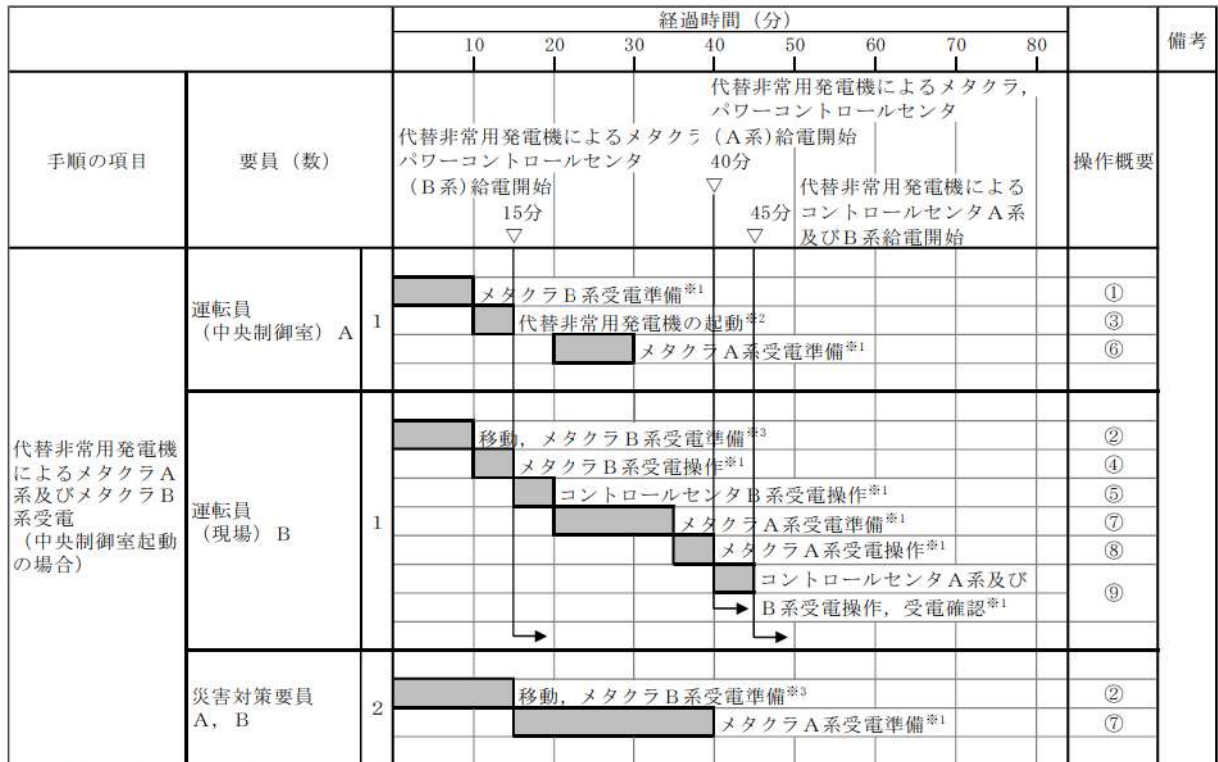 経過時間（分）
備考
10 20 30 40 50 60 70 80
手順の項目
要員（数）
操作概要
代替非常用発電機によるメタクラ
パワーコントロールセンタ
（B系）給電開始
15分
▽
代替非常用発電機によるメタクラ，
パワーコントロールセンタ
（A系）給電開始
40分
▽
45分
▽
代替非常用発電機による
コントロールセンタA系
及びB系給電開始
代替非常用発電機
によるメタクラA
系及びメタクラB
系受電
（中央制御室起動
の場合）
運転員
（中央制御室）A
1
メタクラB系受電準備※1
①
代替非常用発電機の起動※2
③
メタクラA系受電準備※1
⑥
運転員
（現場）B
1
移動，メタクラB系受電準備※3
②
メタクラB系受電操作※1
④
コントロールセンタB系受電操作※1
⑤
メタクラA系受電準備※1
⑦
メタクラA系受電操作※1
⑧
コントロールセンタA系及び
B系受電操作，受電確認※1
⑨
災害対策要員
A，B
2
移動，メタクラB系受電準備※3
②
メタクラA系受電準備※1
⑦